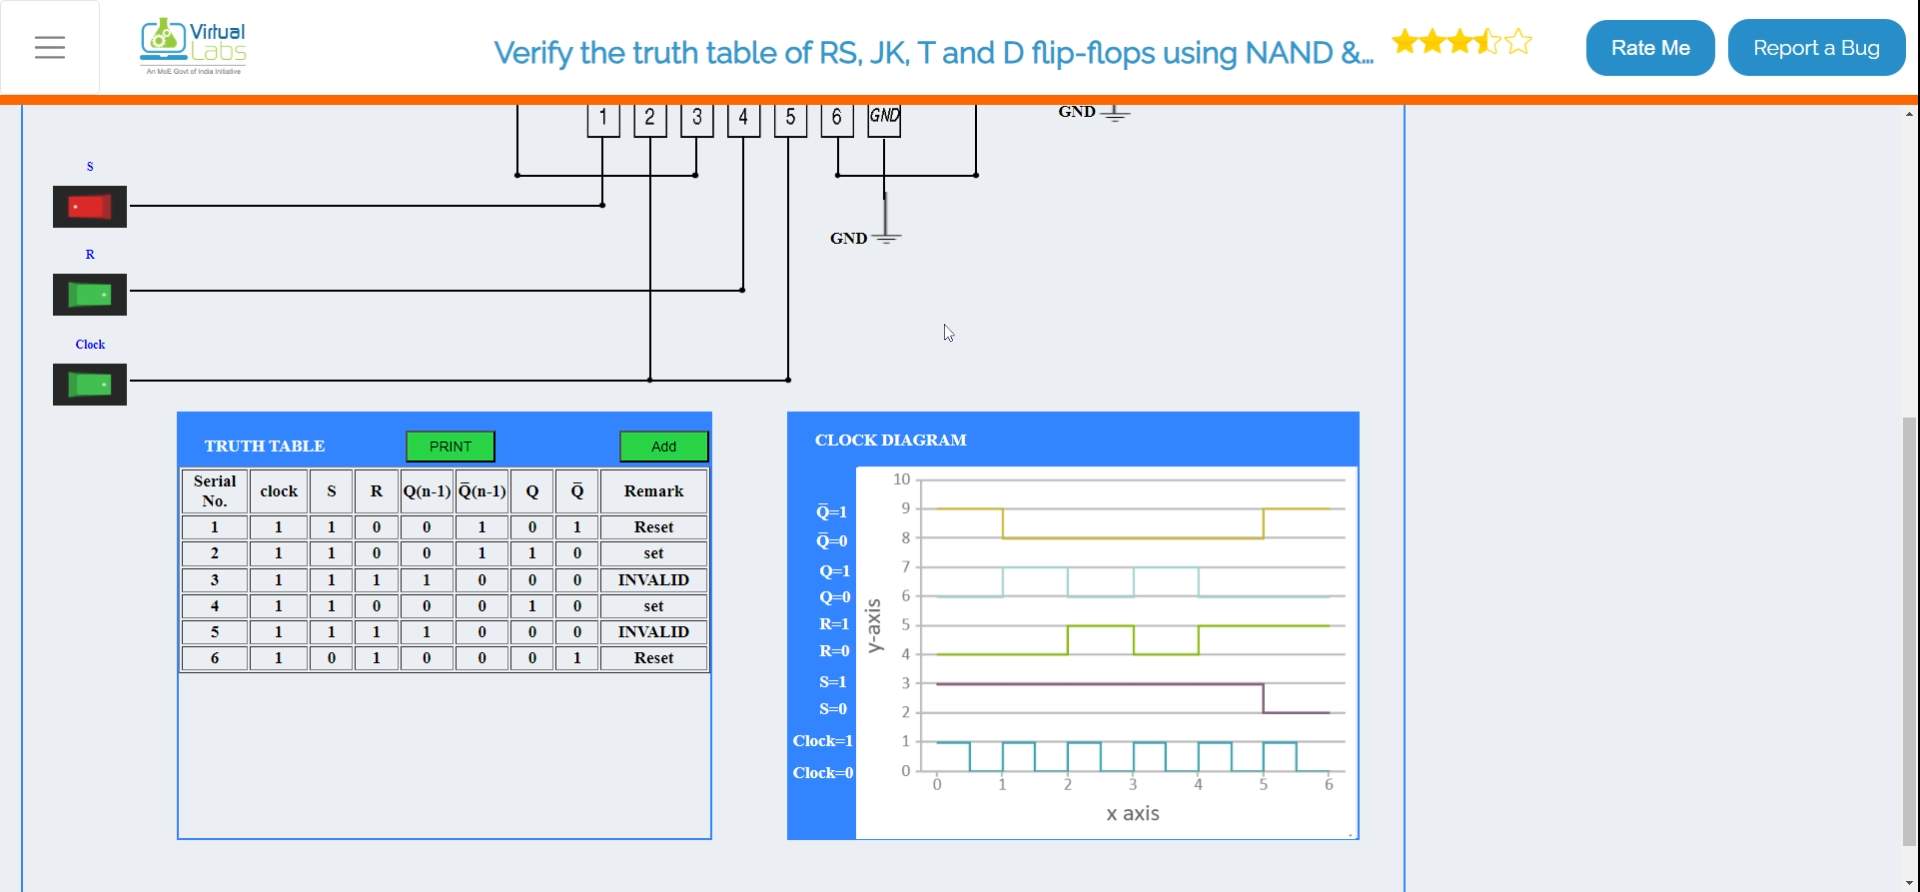 Virtual
Labs
An MoE Govt of India Initiative
Verify the truth table of RS, JK, T and D flip-flops using NAND &...
Rate Me
Report a Bug
1 2 3 4 5 6 GND
GND
S
R
GND
Clock
TRUTH TABLE PRINT Add
Serial No. clock S R Q(n-1) Q̅(n-1) Q Q̅ Remark
1 1 1 0 0 1 0 1 Reset
2 1 1 0 0 1 1 0 set
3 1 1 1 1 0 0 0 INVALID
4 1 1 0 0 0 1 0 set
5 1 1 1 1 0 0 0 INVALID
6 1 0 1 0 0 0 1 Reset
CLOCK DIAGRAM
Q̅=1
Q̅=0
Q=1
Q=0
R=1
R=0
S=1
S=0
Clock=1
Clock=0
y-axis
10
9
8
7
6
5
4
3
2
1
0
0 1 2 3 4 5 6
x axis